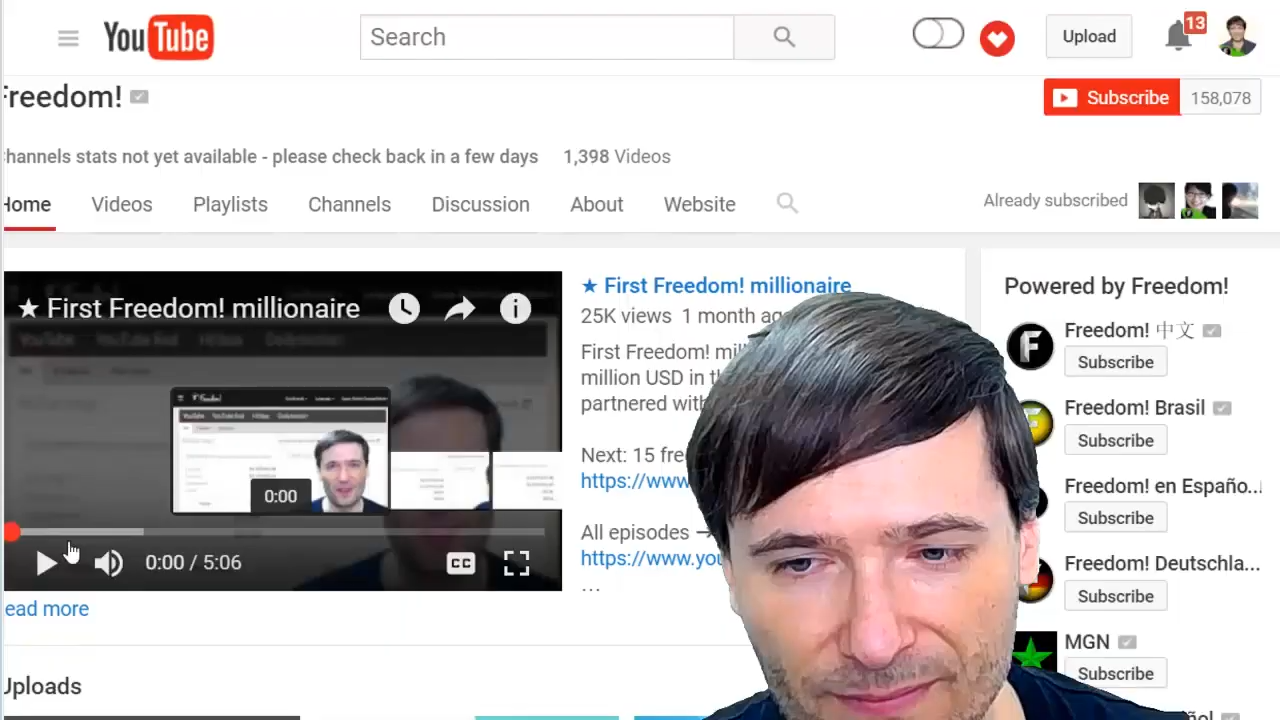 YouTube
Search
Upload
13
Freedom!
Subscribe 158,078
hannels stats not yet available - please check back in a few days 1,398 Videos
Home Videos Playlists Channels Discussion About Website
Already subscribed
★ First Freedom! millionaire
0:00
0:00 / 5:06
CC
ead more
★ First Freedom! millionaire
25K views 1 month ag
First Freedom! mil
million USD in t
partnered with
Next: 15 fre
https://www
All episodes →
https://www.you
...
Powered by Freedom!
Freedom! 中文
Subscribe
Freedom! Brasil
Subscribe
Freedom! en Españo...
Subscribe
Freedom! Deutschla...
Subscribe
MGN
Subscribe
Uploads